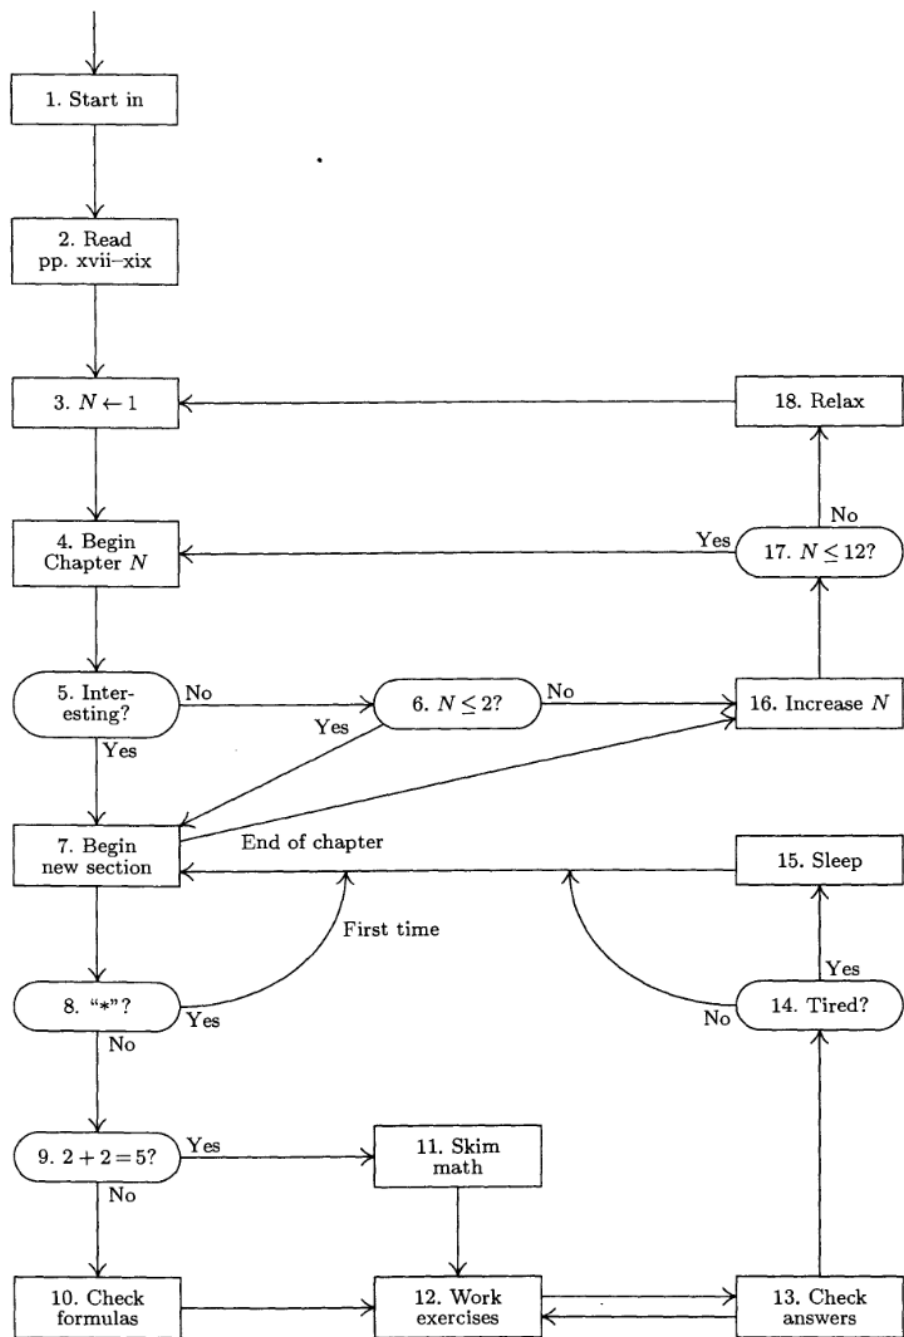 1. Start in
2. Read
pp. xvii–xix
3. N ← 1
18. Relax
No
4. Begin
Chapter N
Yes
17. N ≤ 12?
5. Inter-
esting?
No
6. N ≤ 2?
No
16. Increase N
Yes
Yes
7. Begin
new section
End of chapter
15. Sleep
First time
Yes
8. “*”?
Yes
No
14. Tired?
No
9. 2 + 2 = 5?
Yes
11. Skim
math
No
10. Check
formulas
12. Work
exercises
13. Check
answers